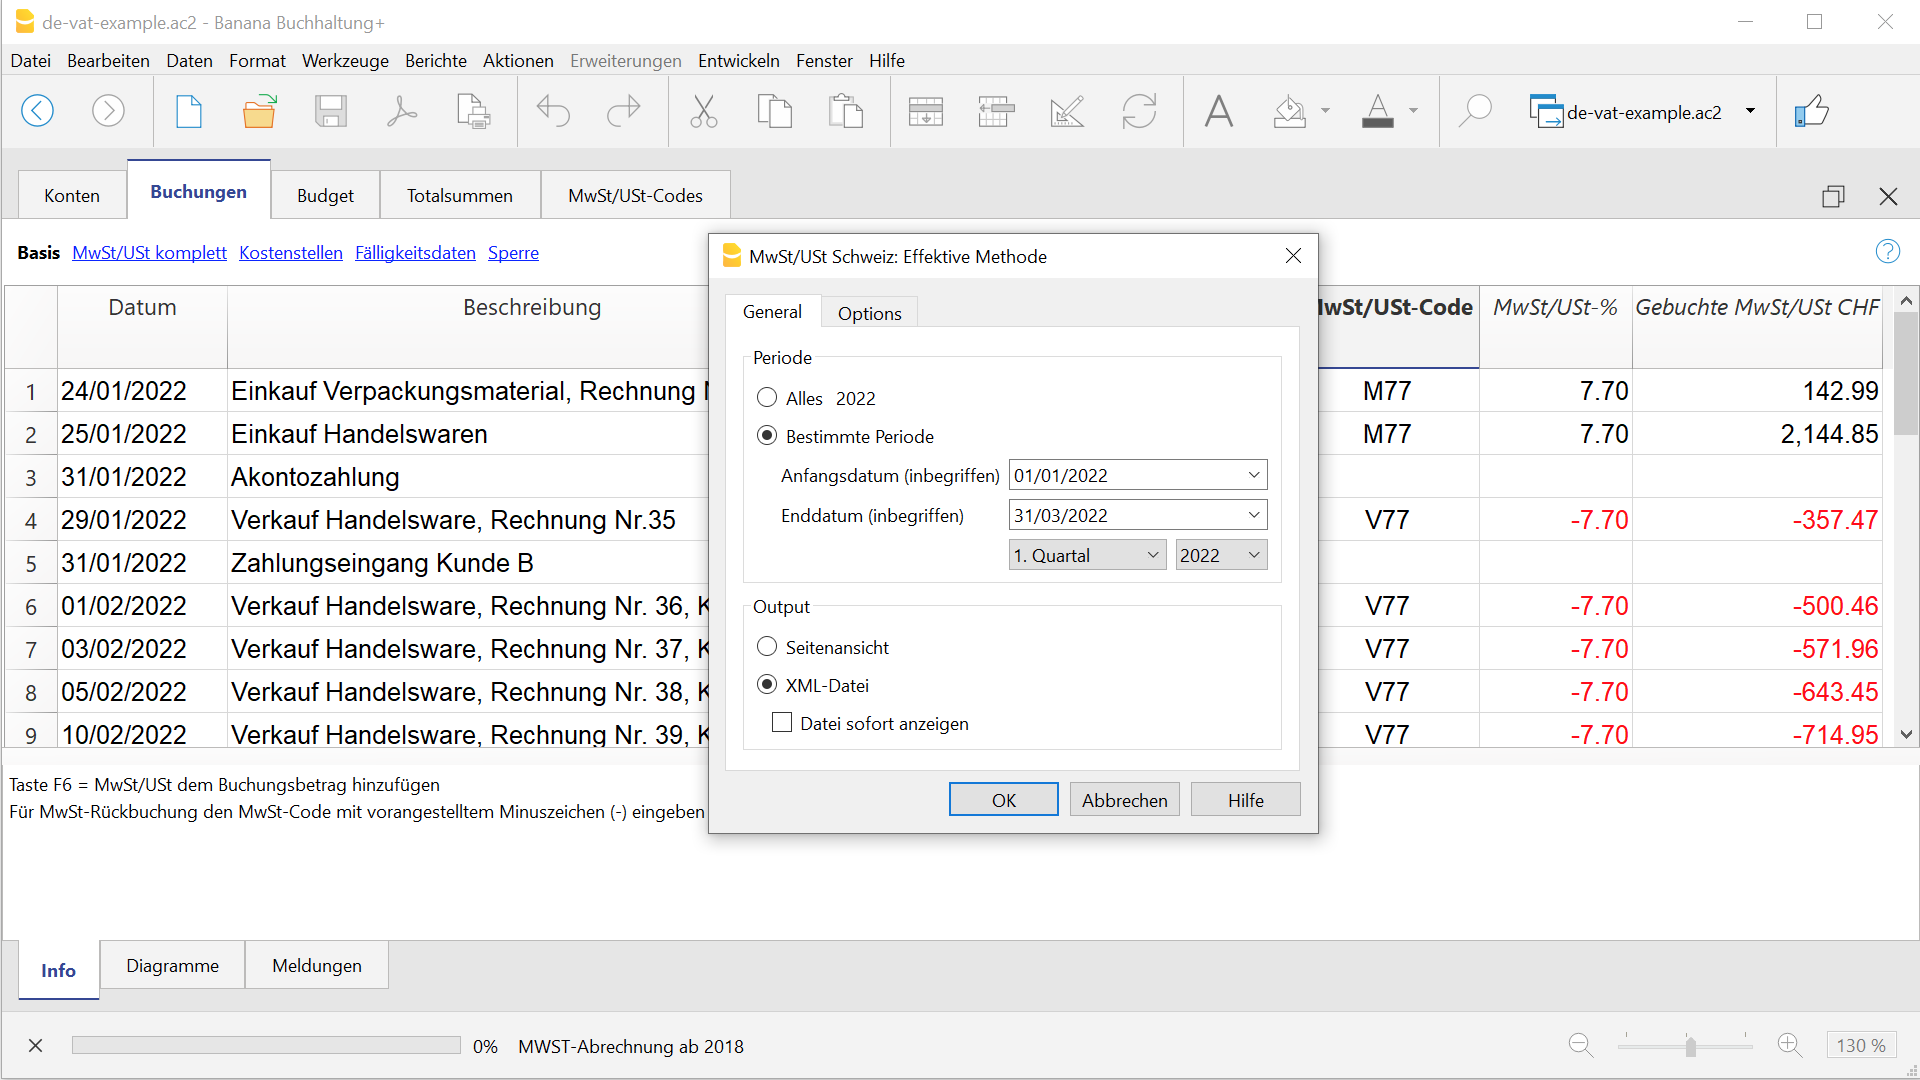 de-vat-example.ac2 - Banana Buchhaltung+
Datei Bearbeiten Daten Format Werkzeuge Berichte Aktionen Erweiterungen Entwickeln Fenster Hilfe
de-vat-example.ac2
Konten Buchungen Budget Totalsummen MwSt/USt-Codes
Basis MwSt/USt komplett Kostenstellen Fälligkeitsdaten Sperre
Datum Beschreibung wSt/USt-Code MwSt/USt-% Gebuchte MwSt/USt CHF
1 24/01/2022 Einkauf Verpackungsmaterial, Rechnung M77 7.70 142.99
2 25/01/2022 Einkauf Handelswaren M77 7.70 2,144.85
3 31/01/2022 Akontozahlung
4 29/01/2022 Verkauf Handelsware, Rechnung Nr.35 V77 -7.70 -357.47
5 31/01/2022 Zahlungseingang Kunde B
6 01/02/2022 Verkauf Handelsware, Rechnung Nr. 36, K V77 -7.70 -500.46
7 03/02/2022 Verkauf Handelsware, Rechnung Nr. 37, K V77 -7.70 -571.96
8 05/02/2022 Verkauf Handelsware, Rechnung Nr. 38, K V77 -7.70 -643.45
9 10/02/2022 Verkauf Handelsware, Rechnung Nr. 39, K V77 -7.70 -714.95
MwSt/USt Schweiz: Effektive Methode
General Options
Periode
Alles 2022
Bestimmte Periode
Anfangsdatum (inbegriffen) 01/01/2022
Enddatum (inbegriffen) 31/03/2022
1. Quartal 2022
Output
Seitenansicht
XML-Datei
Datei sofort anzeigen
OK Abbrechen Hilfe
Taste F6 = MwSt/USt dem Buchungsbetrag hinzufügen
Für MwSt-Rückbuchung den MwSt-Code mit vorangestelltem Minuszeichen (-) eingeben
Info Diagramme Meldungen
0% MWST-Abrechnung ab 2018
130 %